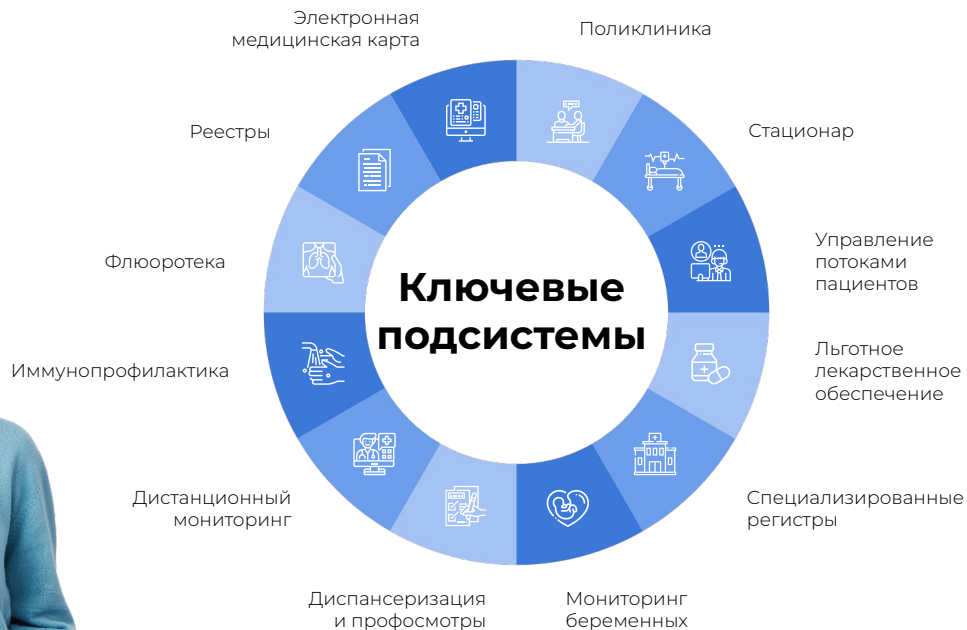 Электронная
медицинская карта
Поликлиника
Реестры
Стационар
Флюоротека
Управление
потоками
пациентов
Ключевые
подсистемы
Иммунопрофилактика
Льготное
лекарственное
обеспечение
Дистанционный
мониторинг
Специализированные
регистры
Диспансеризация
и профосмотры
Мониторинг
беременных